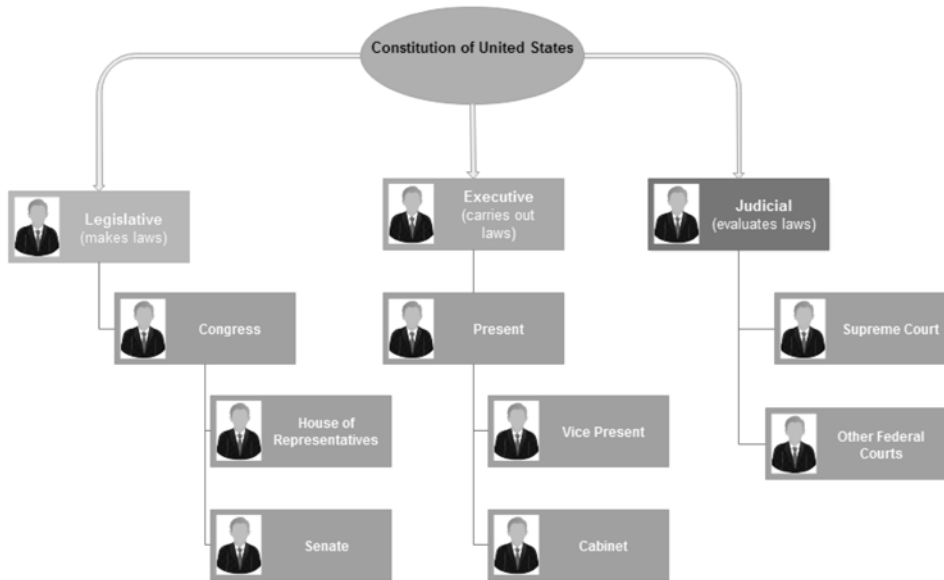 Constitution of United States
Legislative
(makes laws)
Executive
(carries out
laws)
Judicial
(evaluates laws)
Congress
Present
Supreme Court
House of
Representatives
Vice Present
Other Federal
Courts
Senate
Cabinet